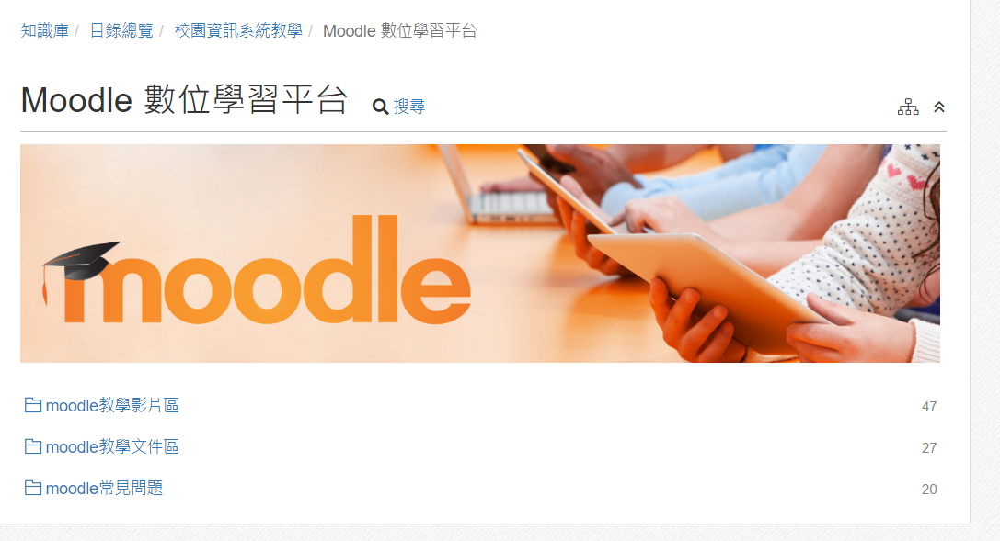 知識庫 / 目錄總覽 / 校園資訊系統教學 / Moodle 數位學習平台
Moodle 數位學習平台 搜尋
moodle
moodle教學影片區 47
moodle教學文件區 27
moodle常見問題 20